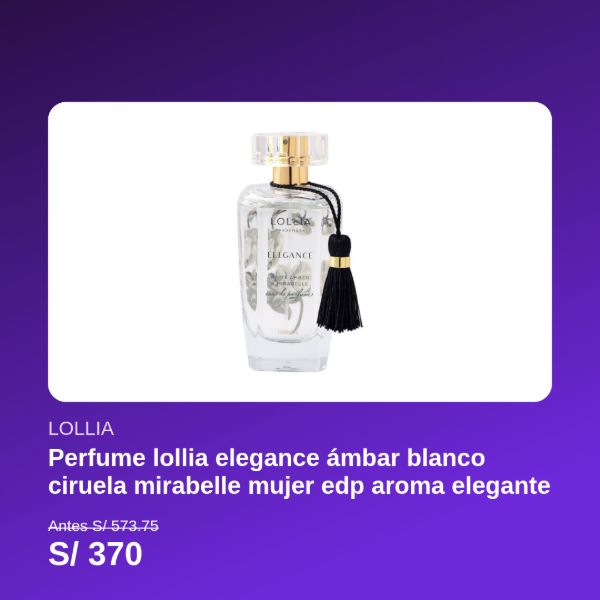 LOLLIA
ELEGANCE
LOLLIA
Perfume lollia elegance ámbar blanco
ciruela mirabelle mujer edp aroma elegante
Antes S/ 573.75
S/ 370